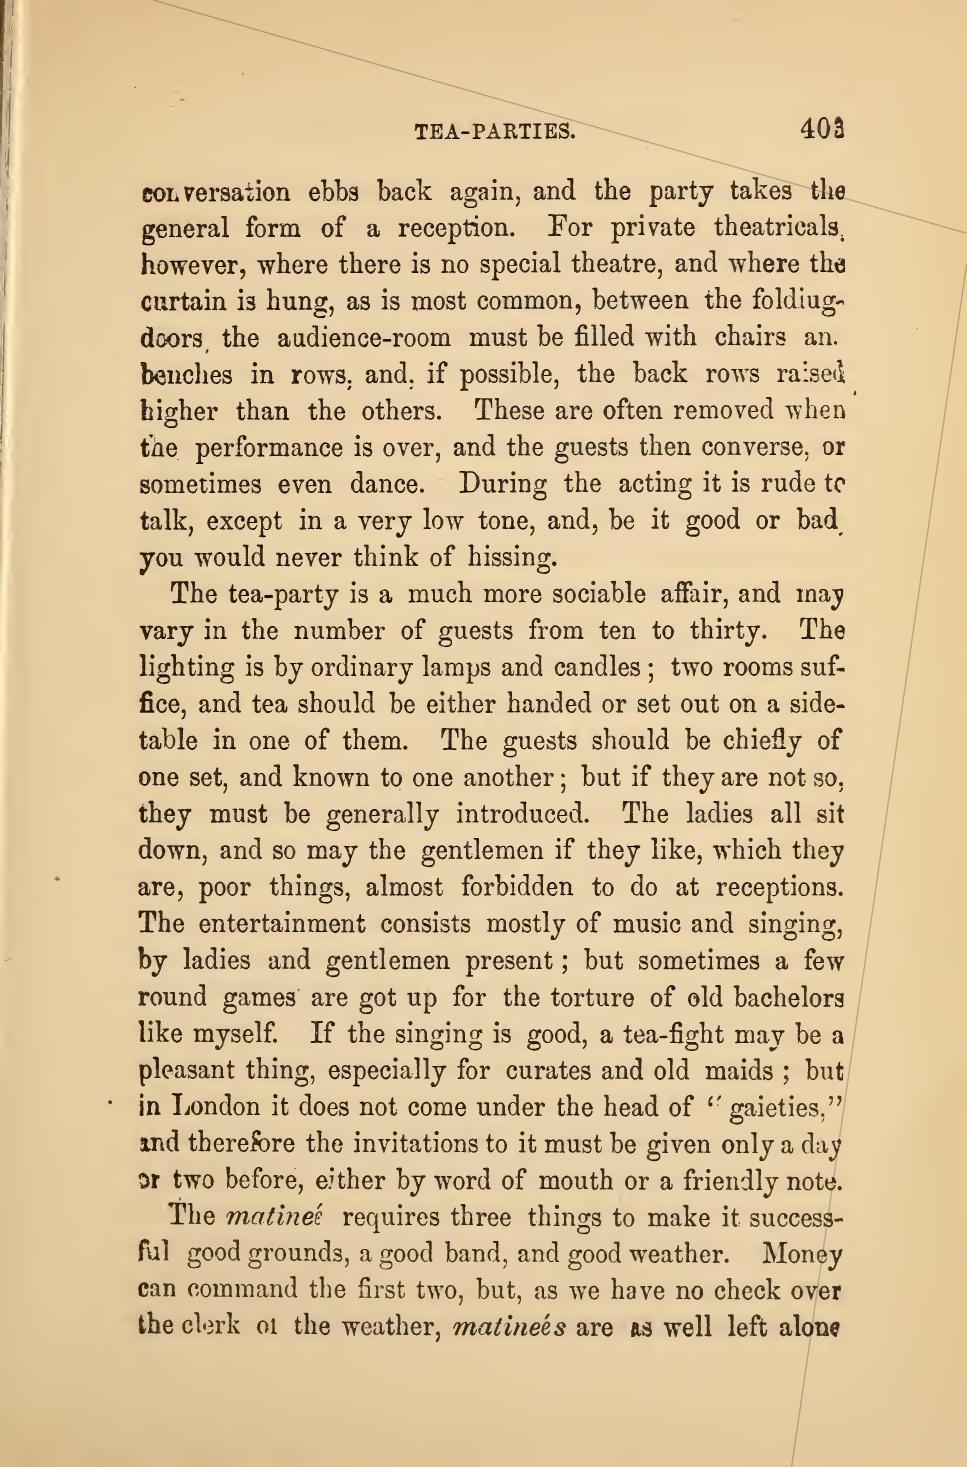 TEA-PARTIES. 403
conversation ebbs back again, and the party takes the
general form of a reception. For private theatricals,
however, where there is no special theatre, and where the
curtain is hung, as is most common, between the folding-
doors, the audience-room must be filled with chairs an.
benches in rows, and, if possible, the back rows raised
higher than the others. These are often removed when
the performance is over, and the guests then converse, or
sometimes even dance. During the acting it is rude to
talk, except in a very low tone, and, be it good or bad,
you would never think of hissing.
The tea-party is a much more sociable affair, and may
vary in the number of guests from ten to thirty. The
lighting is by ordinary lamps and candles; two rooms suf-
fice, and tea should be either handed or set out on a side-
table in one of them. The guests should be chiefly of
one set, and known to one another; but if they are not so,
they must be generally introduced. The ladies all sit
down, and so may the gentlemen if they like, which they
are, poor things, almost forbidden to do at receptions.
The entertainment consists mostly of music and singing,
by ladies and gentlemen present; but sometimes a few
round games are got up for the torture of old bachelors
like myself. If the singing is good, a tea-fight may be a
pleasant thing, especially for curates and old maids; but
in London it does not come under the head of "gaieties,"
and therefore the invitations to it must be given only a day
or two before, either by word of mouth or a friendly note.
The matineé requires three things to make it success-
ful good grounds, a good band, and good weather. Money
can command the first two, but, as we have no check over
the clerk of the weather, matineés are as well left alone